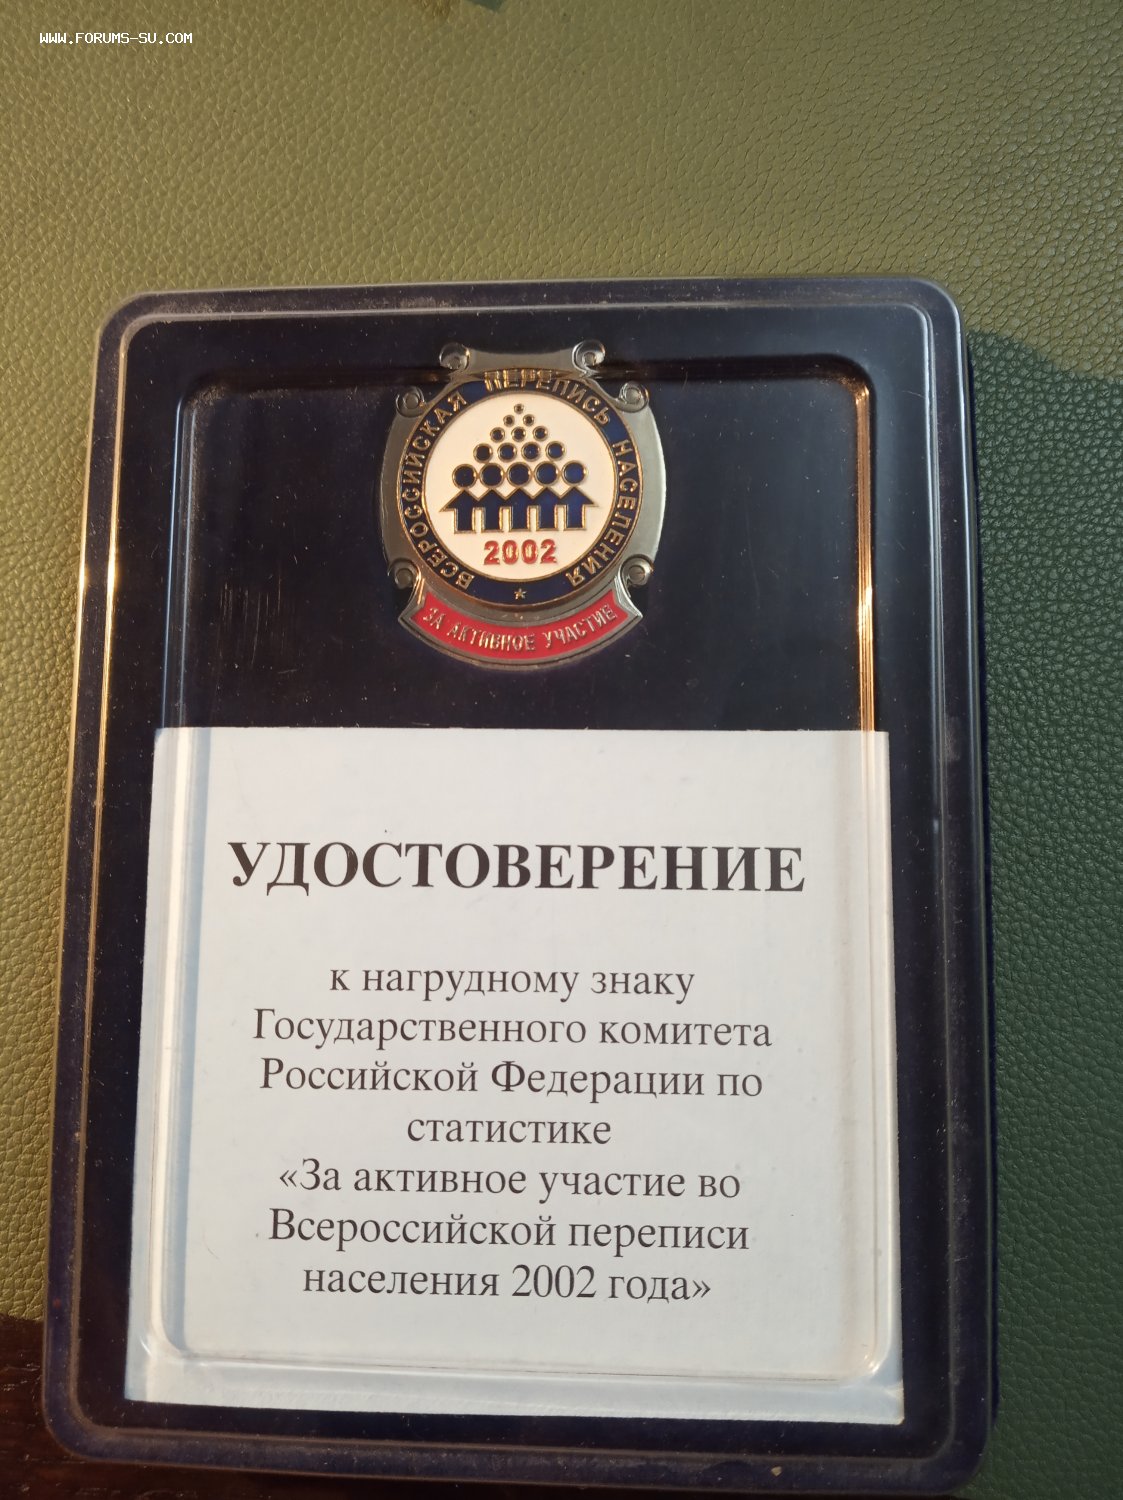 WWW.FORUMS-SU.COM
ВСЕРОССИЙСКАЯ ПЕРЕПИСЬ НАСЕЛЕНИЯ
2002
ЗА АКТИВНОЕ УЧАСТИЕ
УДОСТОВЕРЕНИЕ
к нагрудному знаку
Государственного комитета
Российской Федерации по
статистике
«За активное участие во
Всероссийской переписи
населения 2002 года»